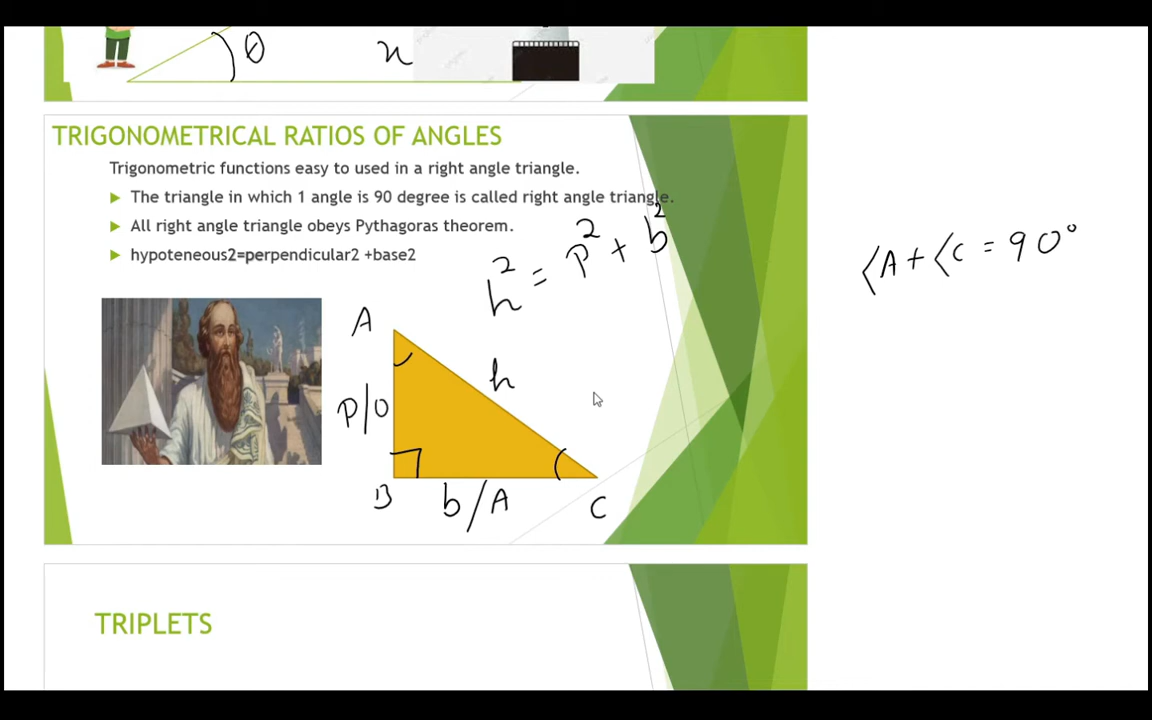 θ x
TRIGONOMETRICAL RATIOS OF ANGLES
Trigonometric functions easy to used in a right angle triangle.
The triangle in which 1 angle is 90 degree is called right angle triangle.
All right angle triangle obeys Pythagoras theorem.
hypoteneous2=perpendicular2 +base2
h² = p² + b²
∠A + ∠C = 90°
A
h
P/O
B b/A C
TRIPLETS